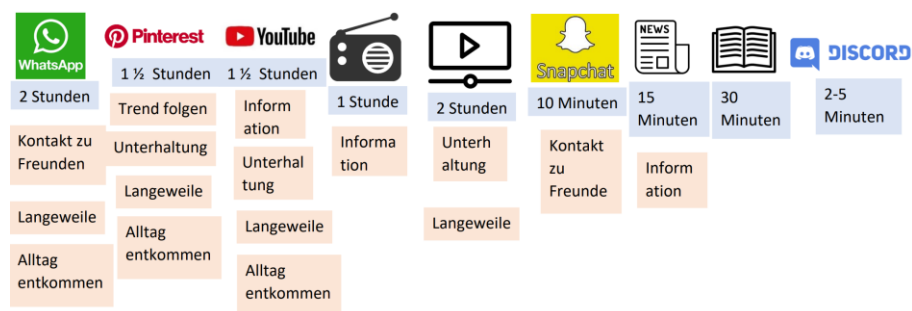 WhatsApp
Pinterest
YouTube
Snapchat
NEWS
DISCORD
2 Stunden
1 ½ Stunden
1 ½ Stunden
1 Stunde
2 Stunden
10 Minuten
15
Minuten
30
Minuten
2-5
Minuten
Kontakt zu
Freunden
Langeweile
Alltag
entkommen
Trend folgen
Unterhaltung
Langeweile
Alltag
entkommen
Inform
ation
Unterhal
tung
Langeweile
Alltag
entkommen
Informa
tion
Unterh
altung
Langeweile
Kontakt
zu
Freunde
Inform
ation